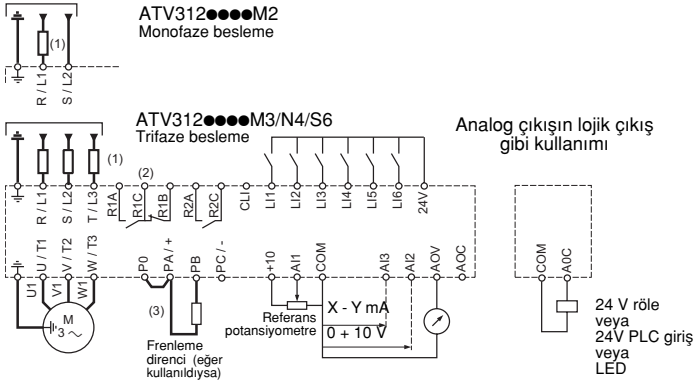 ATV312●●●●M2
Monofaze besleme
(1)
R / L1
S / L2
ATV312●●●●M3/N4/S6
Trifaze besleme
Analog çıkışın lojik çıkış
gibi kullanımı
(1)
(2)
R / L1
S / L2
T / L3
R1A
R1C
R1B
R2A
R2C
CLI
LI1
LI2
LI3
LI4
LI5
LI6
24V
U / T1
V / T2
W / T3
P0
PA / +
PB
PC / -
+10
AI1
COM
AI3
AI2
AOV
AOC
COM
A0C
U1
V1
W1
M
3 ~
(3)
Frenleme
direnci (eğer
kullanıldıysa)
Referans
potansiyometre
X - Y mA
0 + 10 V
24 V röle
veya
24V PLC giriş
veya
LED